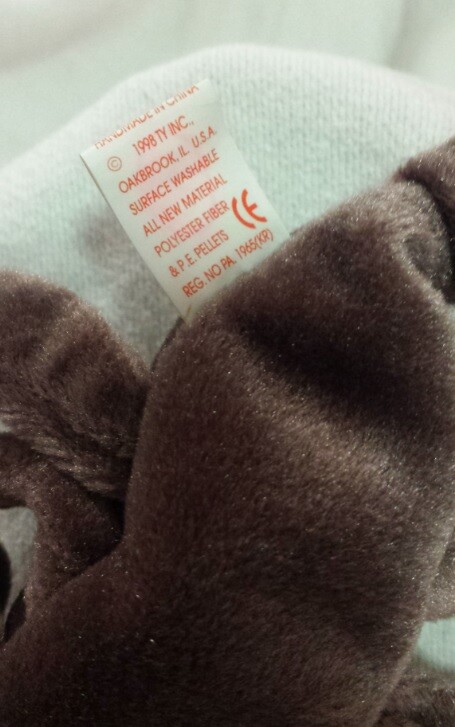 HANDMADE IN CHINA
© 1998 TY INC.,
OAKBROOK, IL. U.S.A.
SURFACE WASHABLE
ALL NEW MATERIAL
POLYESTER FIBER CE
& P.E. PELLETS
REG. NO PA. 1965(KR)